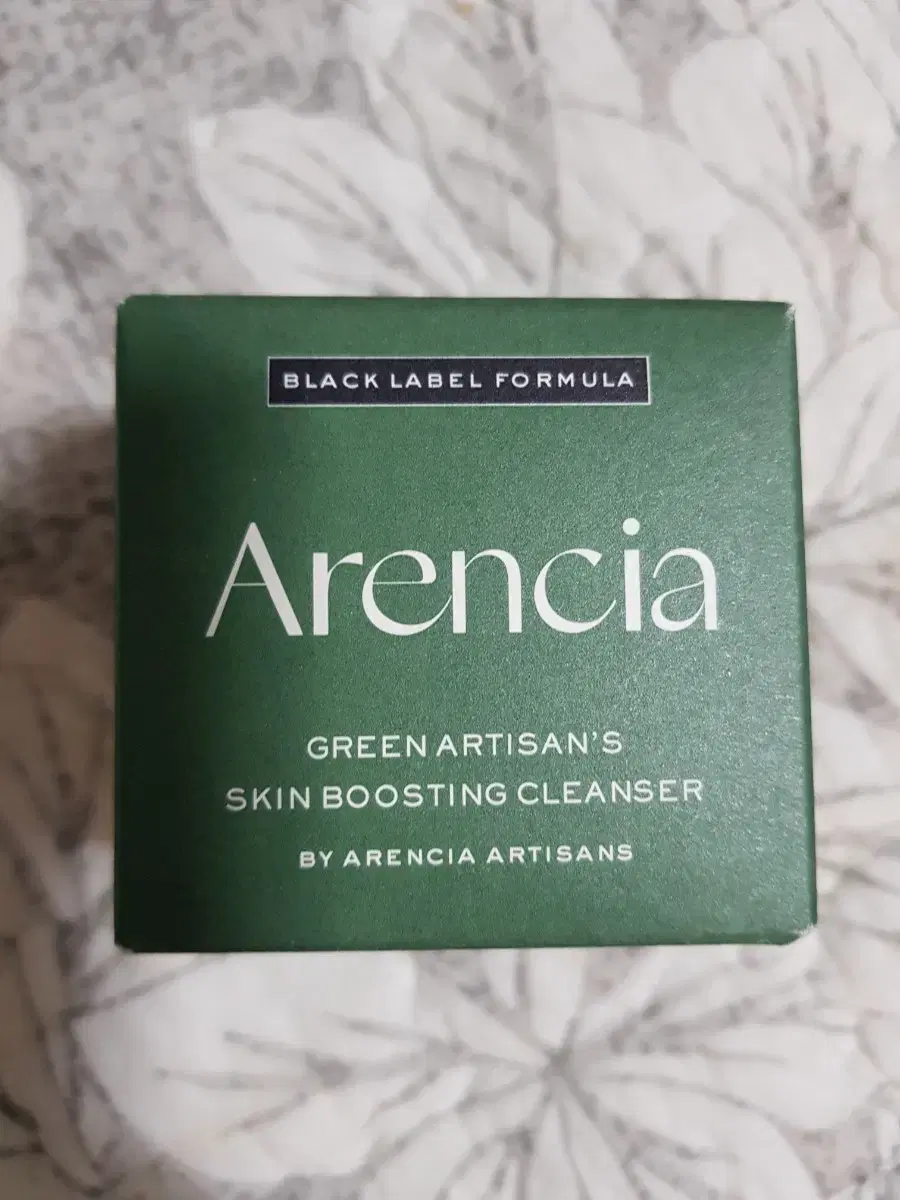 BLACK LABEL FORMULA
Arencia
GREEN ARTISAN'S
SKIN BOOSTING CLEANSER
BY ARENCIA ARTISANS